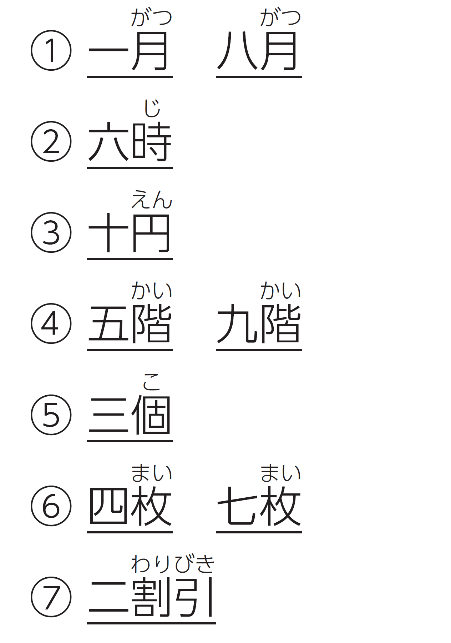 がつ がつ
① 一月 八月
じ
② 六時
えん
③ 十円
かい かい
④ 五階 九階
こ
⑤ 三個
まい まい
⑥ 四枚 七枚
わりびき
⑦ 二割引